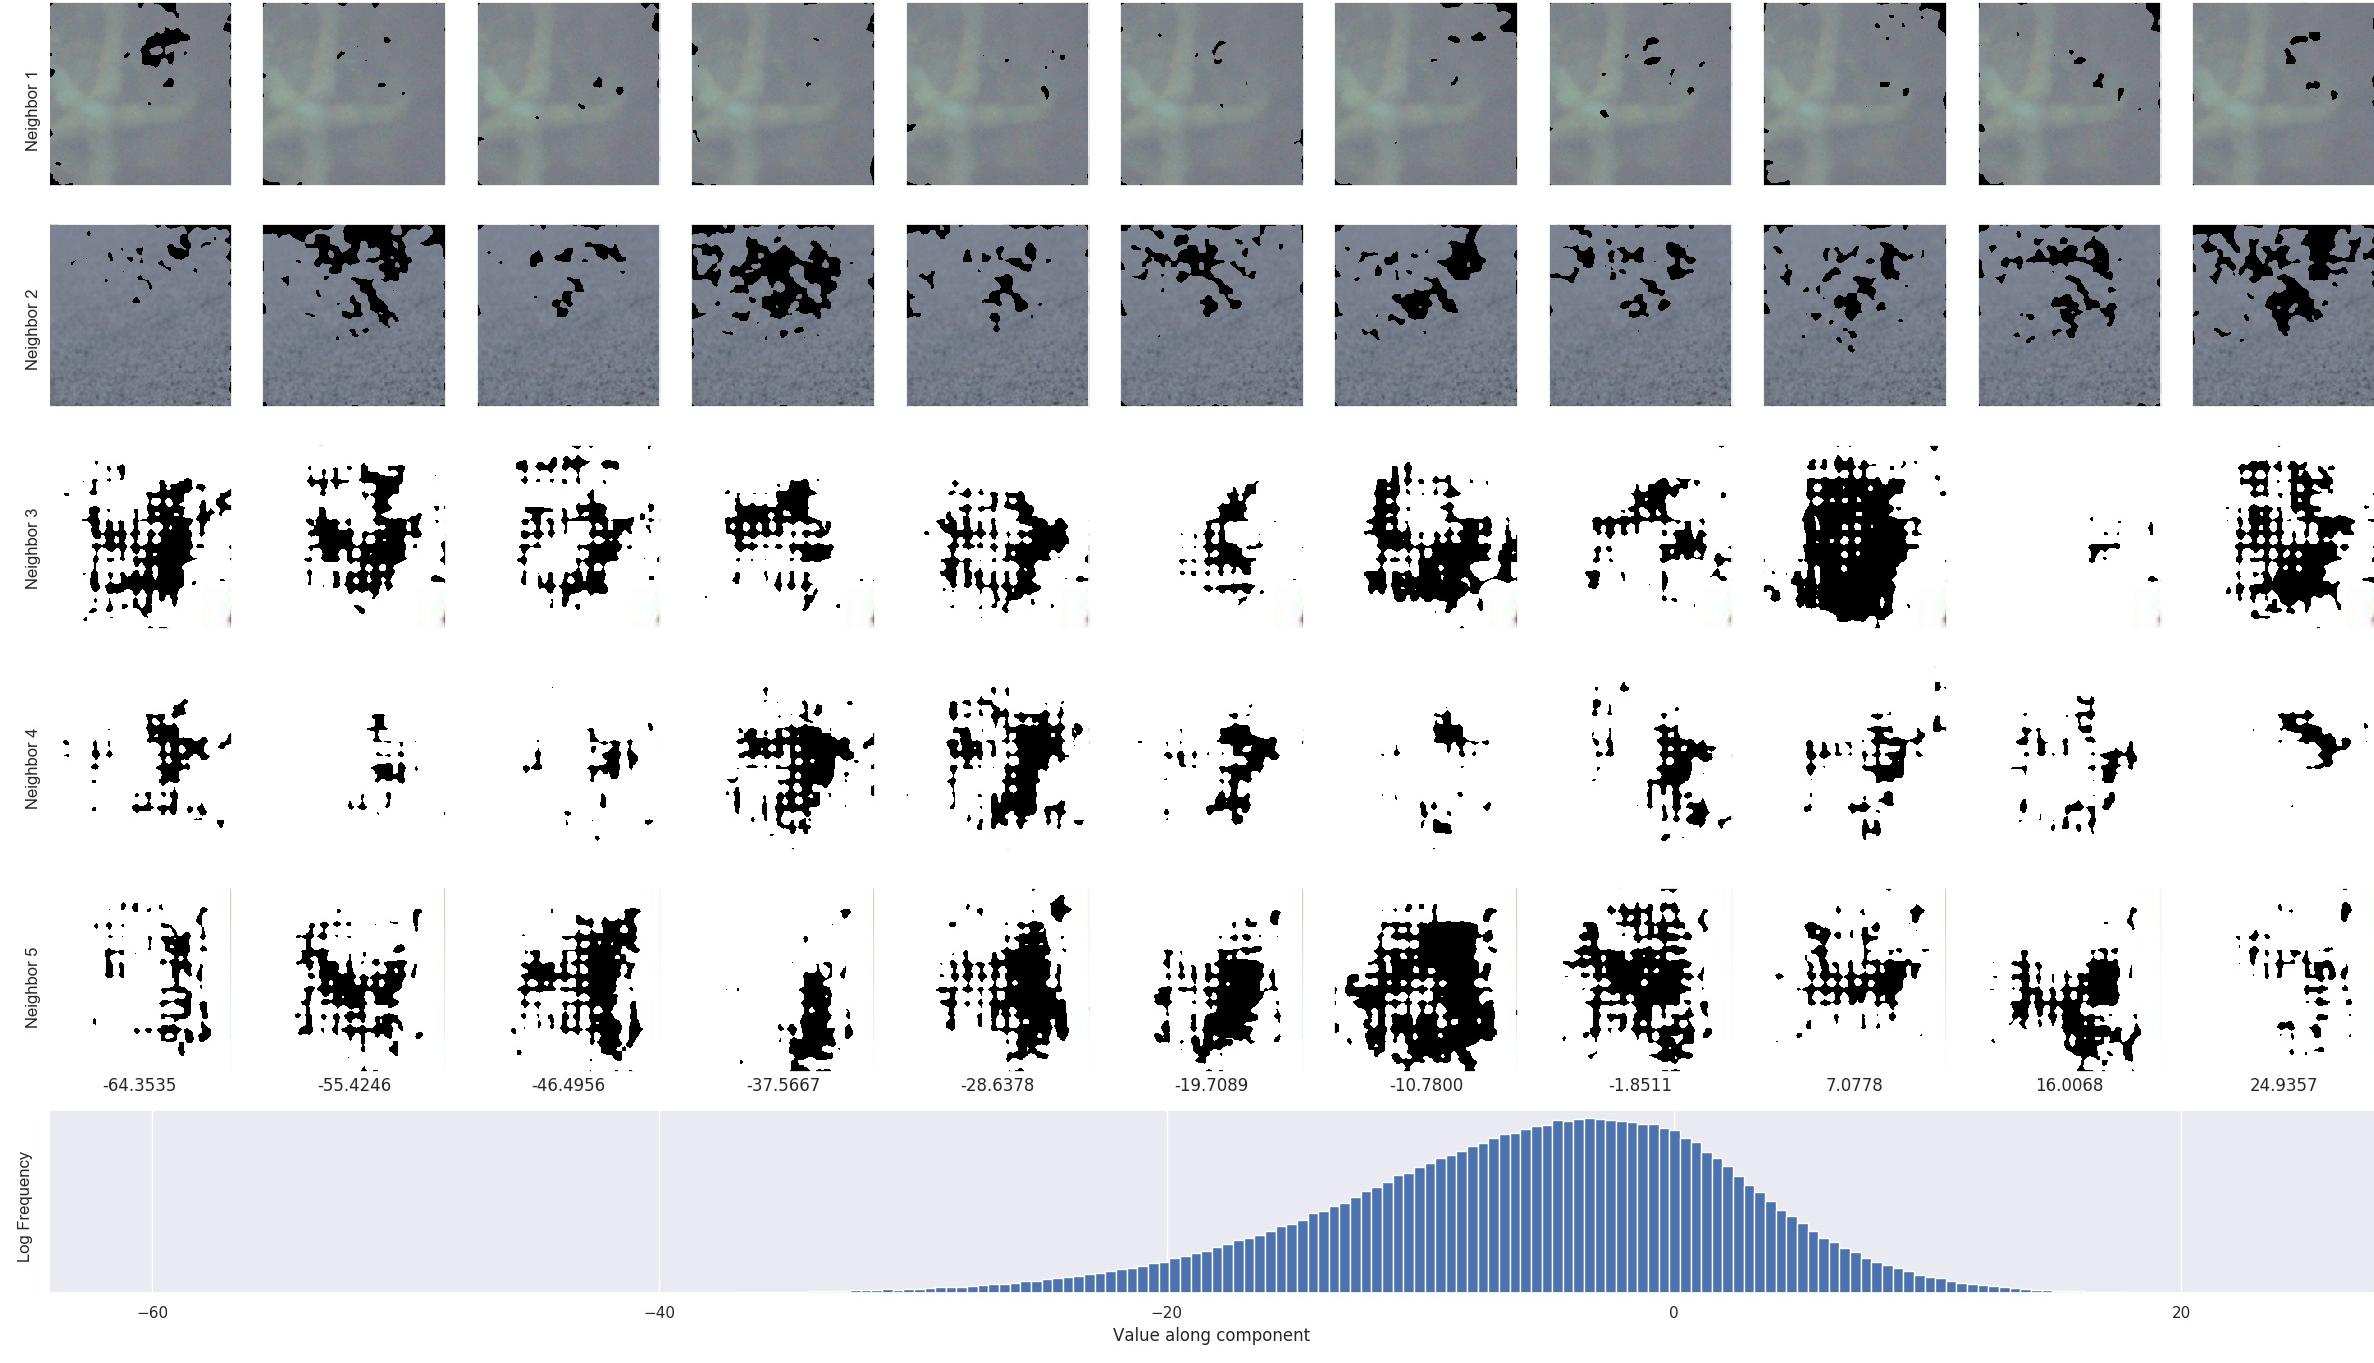 Neighbor 1
Neighbor 2
Neighbor 3
Neighbor 4
Neighbor 5
-64.3535 -55.4246 -46.4956 -37.5667 -28.6378 -19.7089 -10.7800 -1.8511 7.0778 16.0068 24.9357
Log Frequency
−60 −40 −20 0 20
Value along component